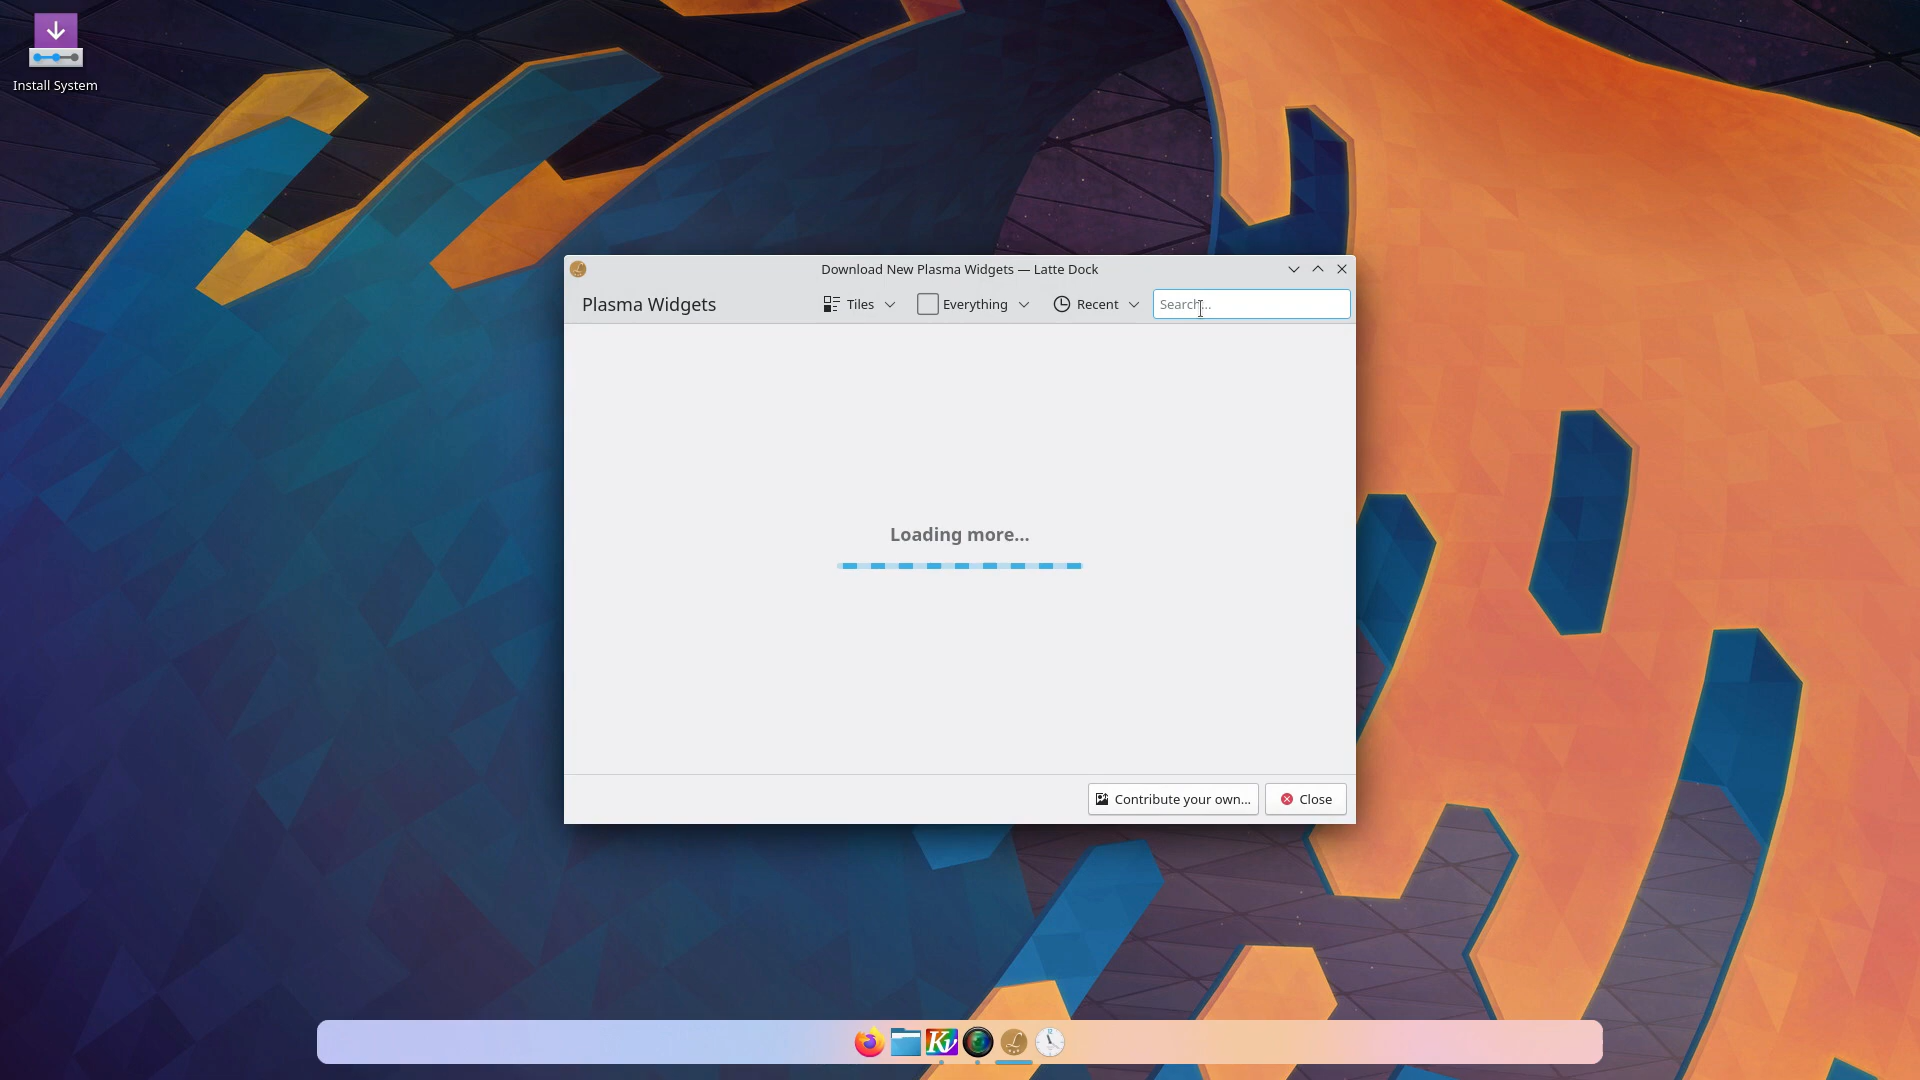 Install System
Download New Plasma Widgets — Latte Dock
Plasma Widgets
Tiles
Everything
Recent
Search...
Loading more...
Contribute your own...
Close
Kv
L